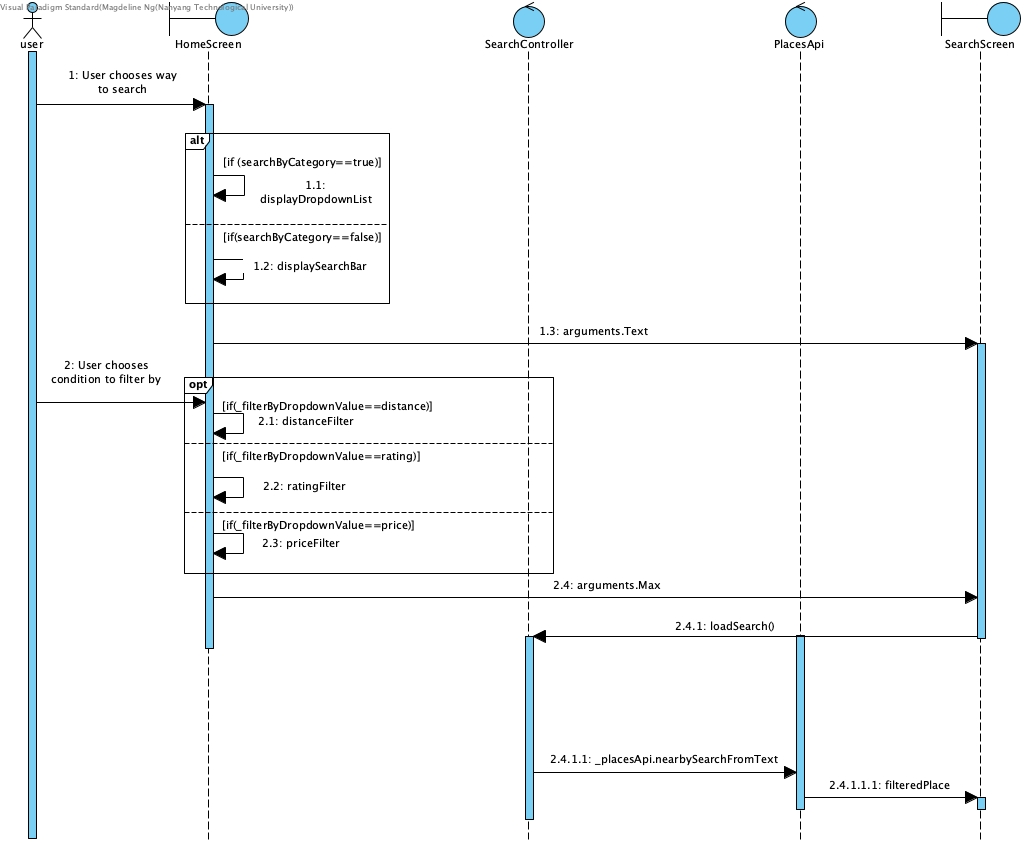 Visual Paradigm Standard(Magdeline Ng(Nanyang Technological University))
user
HomeScreen
SearchController
PlacesApi
SearchScreen
1: User chooses way
to search
alt
[if (searchByCategory==true)]
1.1:
displayDropdownList
[if(searchByCategory==false)]
1.2: displaySearchBar
1.3: arguments.Text
2: User chooses
condition to filter by
opt
[if(_filterByDropdownValue==distance)]
2.1: distanceFilter
[if(_filterByDropdownValue==rating)]
2.2: ratingFilter
[if(_filterByDropdownValue==price)]
2.3: priceFilter
2.4: arguments.Max
2.4.1: loadSearch()
2.4.1.1: _placesApi.nearbySearchFromText
2.4.1.1.1: filteredPlace